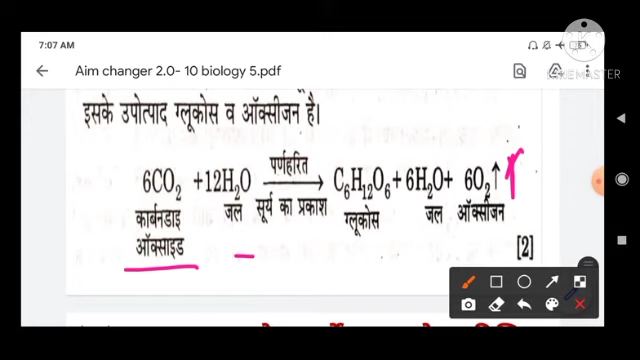 7:07 AM
Aim changer 2.0- 10 biology 5.pdf
KINEMASTER
इसके उपोत्पाद ग्लूकोस व ऑक्सीजन है।
पर्णहरित
6CO2 +12H2O → C6H12O6 + 6H2O+ 6O2↑
कार्बनडाइ जल सूर्य का प्रकाश ग्लूकोस जल ऑक्सीजन
ऑक्साइड
[2]